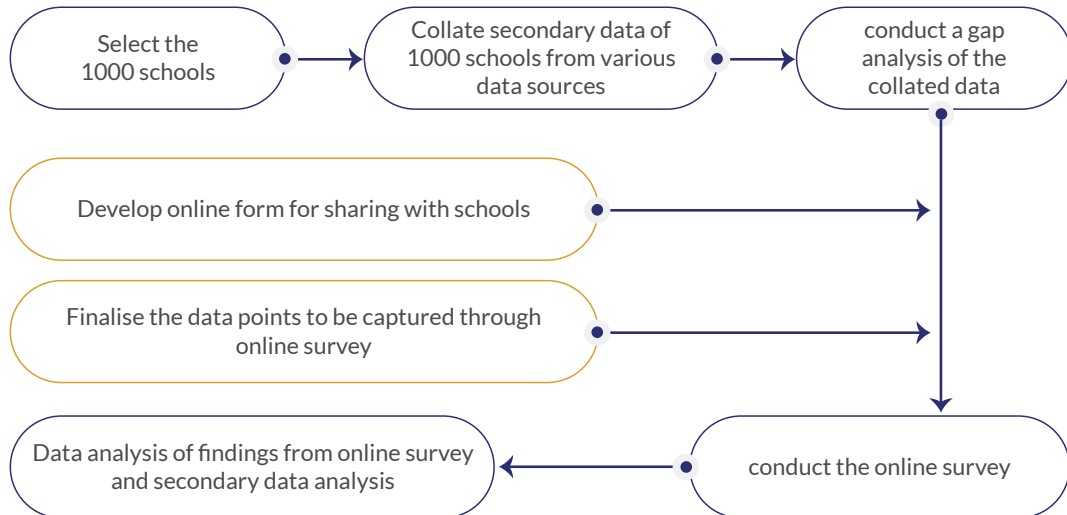 Select the
1000 schools
Collate secondary data of
1000 schools from various
data sources
conduct a gap
analysis of the
collated data
Develop online form for sharing with schools
Finalise the data points to be captured through
online survey
Data analysis of findings from online survey
and secondary data analysis
conduct the online survey